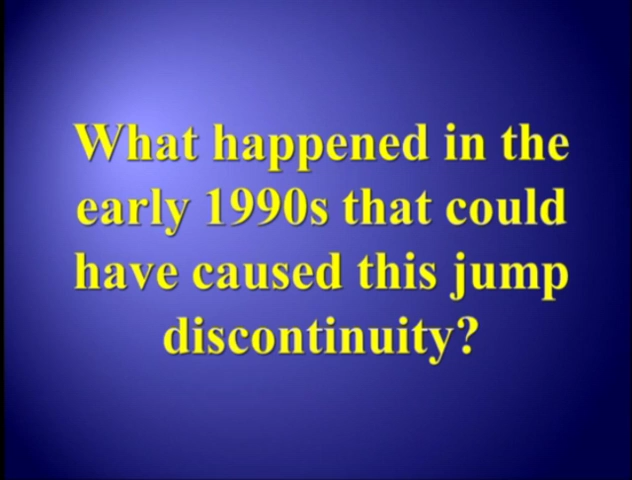 What happened in the
early 1990s that could
have caused this jump
discontinuity?